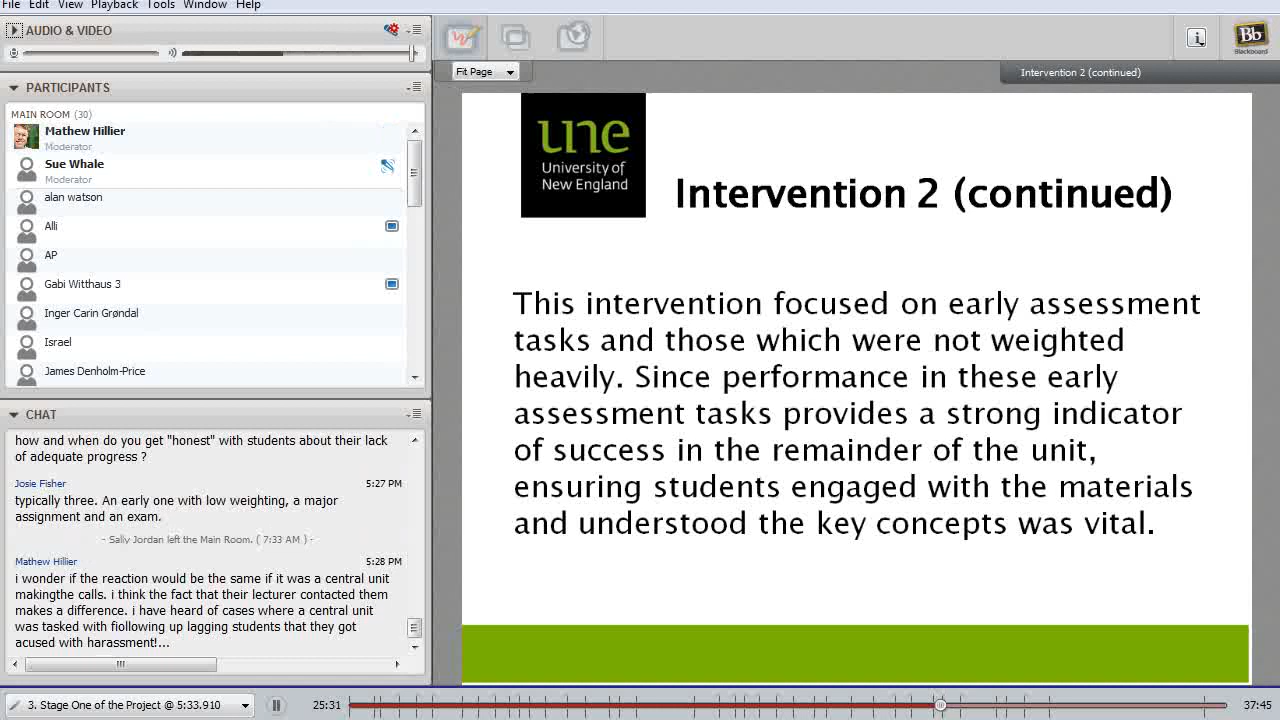 File Edit View Playback Tools Window Help
AUDIO & VIDEO
PARTICIPANTS
MAIN ROOM (30)
Mathew Hillier
Moderator
Sue Whale
Moderator
alan watson
Alli
AP
Gabi Witthaus 3
Inger Carin Grøndal
Israel
James Denholm-Price
CHAT
how and when do you get "honest" with students about their lack
of adequate progress ?
Josie Fisher 5:27 PM
typically three. An early one with low weighting, a major
assignment and an exam.
- Sally Jordan left the Main Room. ( 7:33 AM ) -
Mathew Hillier 5:28 PM
i wonder if the reaction would be the same if it was a central unit
makingthe calls. i think the fact that their lecturer contacted them
makes a difference. i have heard of cases where a central unit
was tasked with fiollowing up lagging students that they got
acused with harassment!...
Fit Page
Intervention 2 (continued)
Bb
Blackboard
une
University of
New England
Intervention 2 (continued)
This intervention focused on early assessment
tasks and those which were not weighted
heavily. Since performance in these early
assessment tasks provides a strong indicator
of success in the remainder of the unit,
ensuring students engaged with the materials
and understood the key concepts was vital.
3. Stage One of the Project @ 5:33.910
25:31
37:45